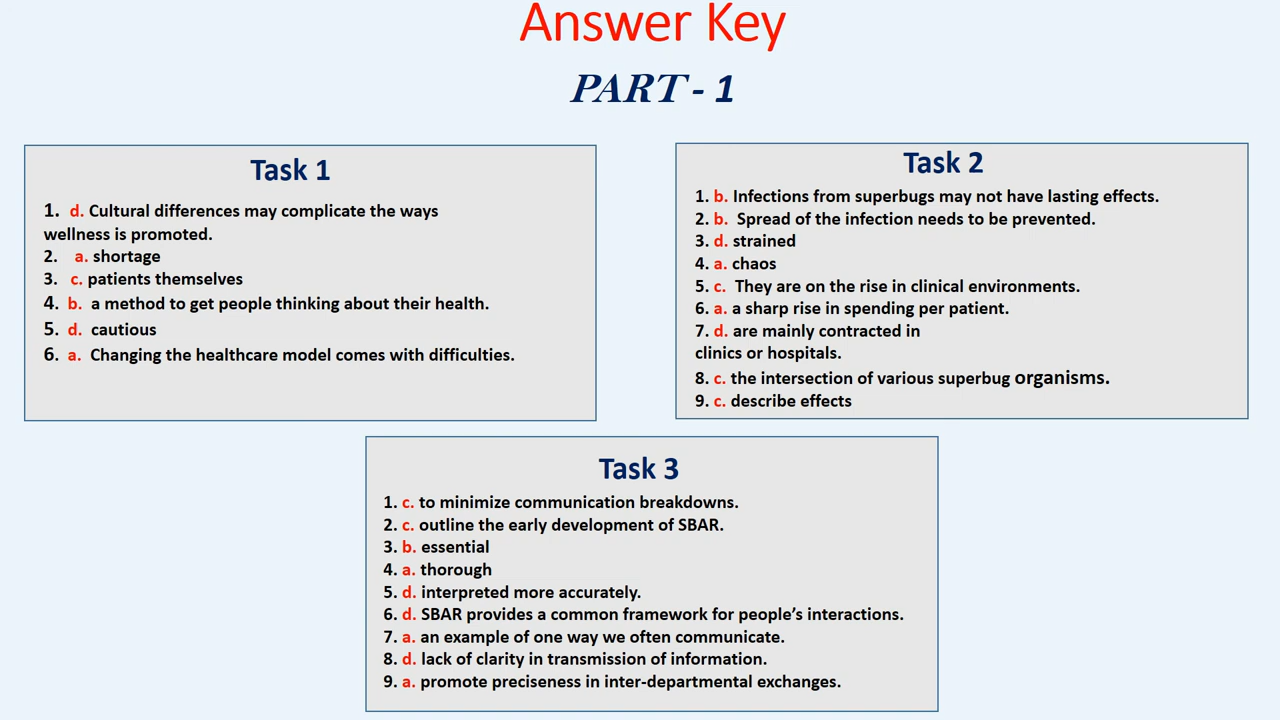 Answer Key
PART - 1
Task 1
1. d. Cultural differences may complicate the ways
wellness is promoted.
2. a. shortage
3. c. patients themselves
4. b. a method to get people thinking about their health.
5. d. cautious
6. a. Changing the healthcare model comes with difficulties.
Task 2
1. b. Infections from superbugs may not have lasting effects.
2. b. Spread of the infection needs to be prevented.
3. d. strained
4. a. chaos
5. c. They are on the rise in clinical environments.
6. a. a sharp rise in spending per patient.
7. d. are mainly contracted in
clinics or hospitals.
8. c. the intersection of various superbug organisms.
9. c. describe effects
Task 3
1. c. to minimize communication breakdowns.
2. c. outline the early development of SBAR.
3. b. essential
4. a. thorough
5. d. interpreted more accurately.
6. d. SBAR provides a common framework for people’s interactions.
7. a. an example of one way we often communicate.
8. d. lack of clarity in transmission of information.
9. a. promote preciseness in inter-departmental exchanges.